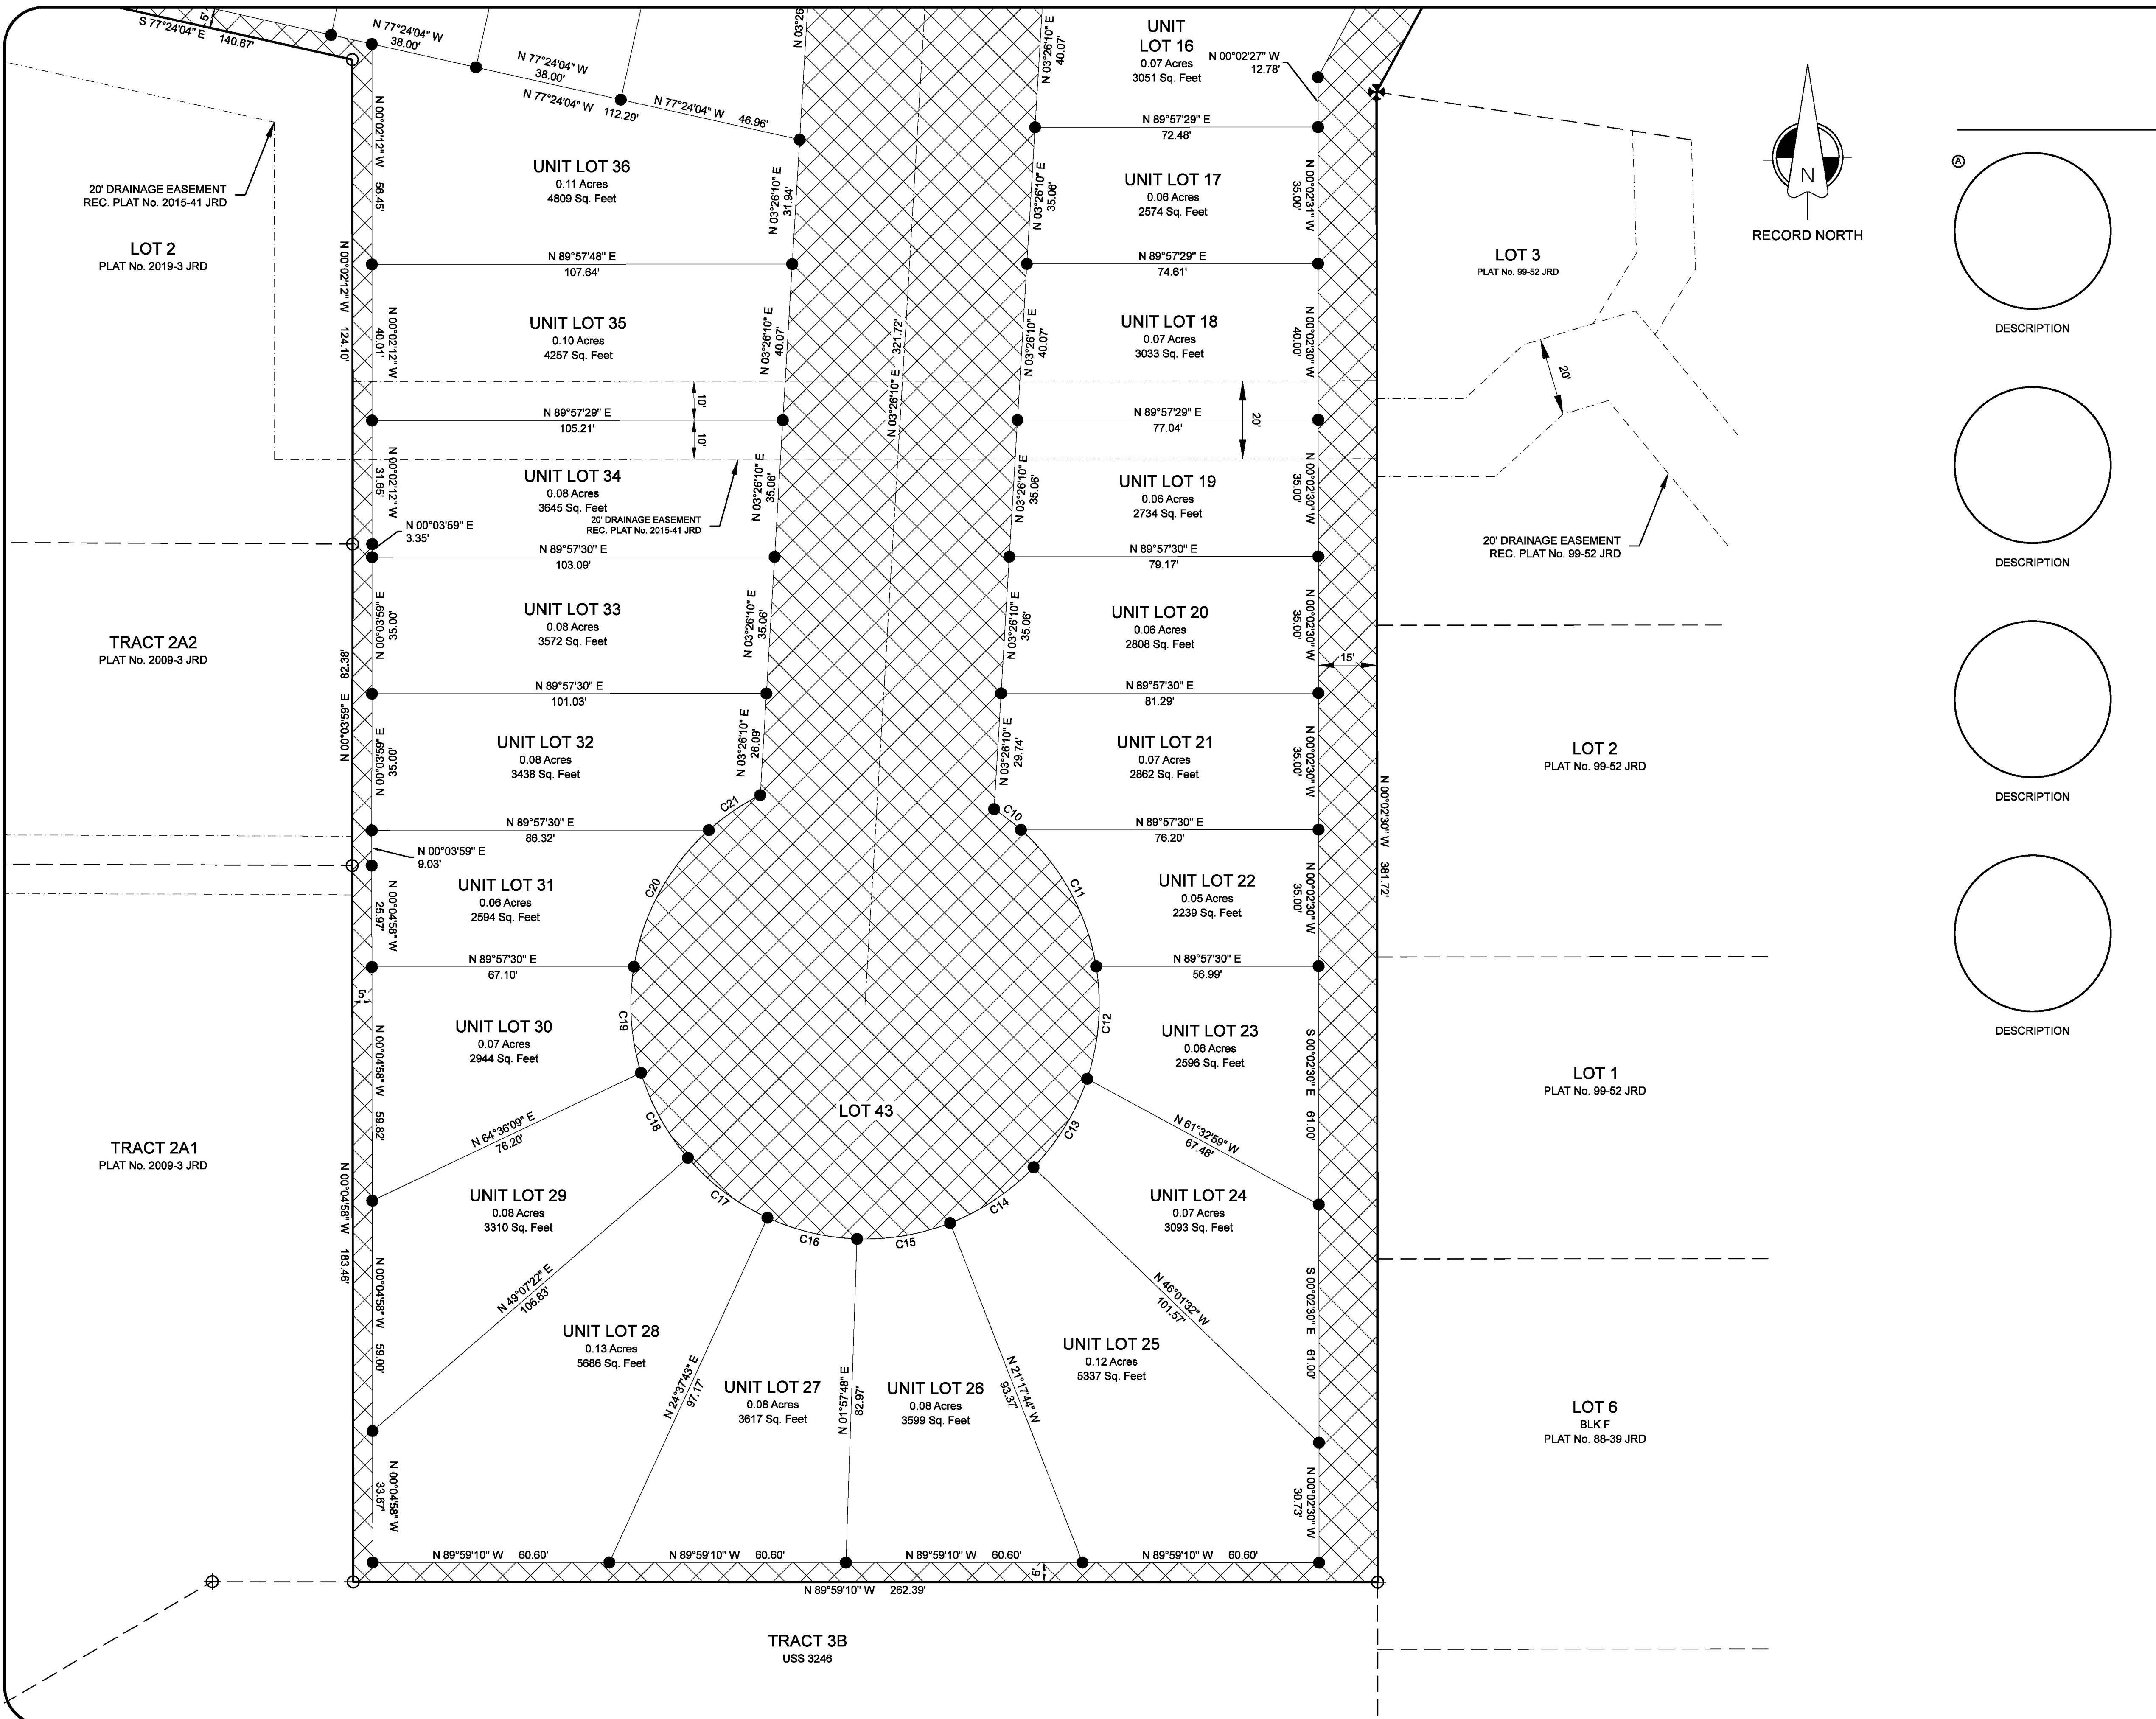 S 77°24'04" E 140.67'
5'
N 77°24'04" W
38.00'
N 77°24'04" W
38.00'
N 77°24'04" W 112.29'
N 77°24'04" W 46.96'
N 03°26
N 03°26'10" E
40.07'
UNIT
LOT 16
0.07 Acres
3051 Sq. Feet
N 00°02'27" W
12.78'
N 89°57'29" E
72.48'
UNIT LOT 36
0.11 Acres
4809 Sq. Feet
N 00°02'12" W 56.45'
N 03°26'10" E
31.94'
N 03°26'10" E
35.06'
UNIT LOT 17
0.06 Acres
2574 Sq. Feet
N 00°02'31" W
35.00'
20' DRAINAGE EASEMENT
REC. PLAT No. 2015-41 JRD
LOT 2
PLAT No. 2019-3 JRD
N 00°02'12" W 124.10'
N 89°57'48" E
107.64'
N 89°57'29" E
74.61'
LOT 3
PLAT No. 99-52 JRD
N
RECORD NORTH
A
DESCRIPTION
UNIT LOT 35
0.10 Acres
4257 Sq. Feet
N 00°02'12" W
40.01'
N 03°26'10" E
40.07'
N 03°26'10" E 321.72'
N 03°26'10" E
40.07'
UNIT LOT 18
0.07 Acres
3033 Sq. Feet
N 00°02'30" W
40.00'
20'
10'
10'
20'
N 89°57'29" E
105.21'
N 89°57'29" E
77.04'
UNIT LOT 34
0.08 Acres
3645 Sq. Feet
N 00°02'12" W
31.65'
20' DRAINAGE EASEMENT
REC. PLAT No. 2015-41 JRD
N 03°26'10" E
35.06'
N 03°26'10" E
35.06'
UNIT LOT 19
0.06 Acres
2734 Sq. Feet
N 00°02'30" W
35.00'
20' DRAINAGE EASEMENT
REC. PLAT No. 99-52 JRD
DESCRIPTION
N 00°03'59" E
3.35'
N 89°57'30" E
103.09'
N 89°57'30" E
79.17'
TRACT 2A2
PLAT No. 2009-3 JRD
N 00°03'59" E 82.38'
N 00°03'59" E
35.00'
UNIT LOT 33
0.08 Acres
3572 Sq. Feet
N 03°26'10" E
35.06'
N 03°26'10" E
35.06'
UNIT LOT 20
0.06 Acres
2808 Sq. Feet
N 00°02'30" W
35.00'
15'
N 89°57'30" E
101.03'
N 89°57'30" E
81.29'
N 00°03'59" E
35.00'
UNIT LOT 32
0.08 Acres
3438 Sq. Feet
N 03°26'10" E
26.09'
N 03°26'10" E
29.74'
UNIT LOT 21
0.07 Acres
2862 Sq. Feet
N 00°02'30" W
35.00'
N 00°02'30" W 381.72'
LOT 2
PLAT No. 99-52 JRD
DESCRIPTION
C21
C10
N 89°57'30" E
86.32'
N 89°57'30" E
76.20'
N 00°03'59" E
9.03'
UNIT LOT 31
0.06 Acres
2594 Sq. Feet
N 00°04'58" W
25.97'
C20
C11
UNIT LOT 22
0.05 Acres
2239 Sq. Feet
N 00°02'30" W
35.00'
N 89°57'30" E
67.10'
N 89°57'30" E
56.99'
5'
UNIT LOT 30
0.07 Acres
2944 Sq. Feet
N 00°04'58" W 59.82'
C19
C12
UNIT LOT 23
0.06 Acres
2596 Sq. Feet
S 00°02'30" E 61.00'
LOT 1
PLAT No. 99-52 JRD
DESCRIPTION
TRACT 2A1
PLAT No. 2009-3 JRD
N 00°04'58" W 183.46'
N 64°36'09" E
76.20'
C18
LOT 43
C13
N 61°32'59" W
67.48'
UNIT LOT 29
0.08 Acres
3310 Sq. Feet
C17
C16
C15
C14
UNIT LOT 24
0.07 Acres
3093 Sq. Feet
N 00°04'58" W 59.00'
N 49°07'22" E
106.83'
N 46°01'32" W
101.57'
S 00°02'30" E 61.00'
UNIT LOT 28
0.13 Acres
5686 Sq. Feet
N 24°37'43" E
97.17'
UNIT LOT 27
0.08 Acres
3617 Sq. Feet
N 01°57'48" E
82.97'
UNIT LOT 26
0.08 Acres
3599 Sq. Feet
N 21°17'44" W
93.37'
UNIT LOT 25
0.12 Acres
5337 Sq. Feet
LOT 6
BLK F
PLAT No. 88-39 JRD
N 00°04'58" W
33.67'
N 00°02'30" W
30.73'
N 89°59'10" W 60.60'
N 89°59'10" W 60.60'
N 89°59'10" W 60.60'
N 89°59'10" W 60.60'
5'
N 89°59'10" W 262.39'
TRACT 3B
USS 3246